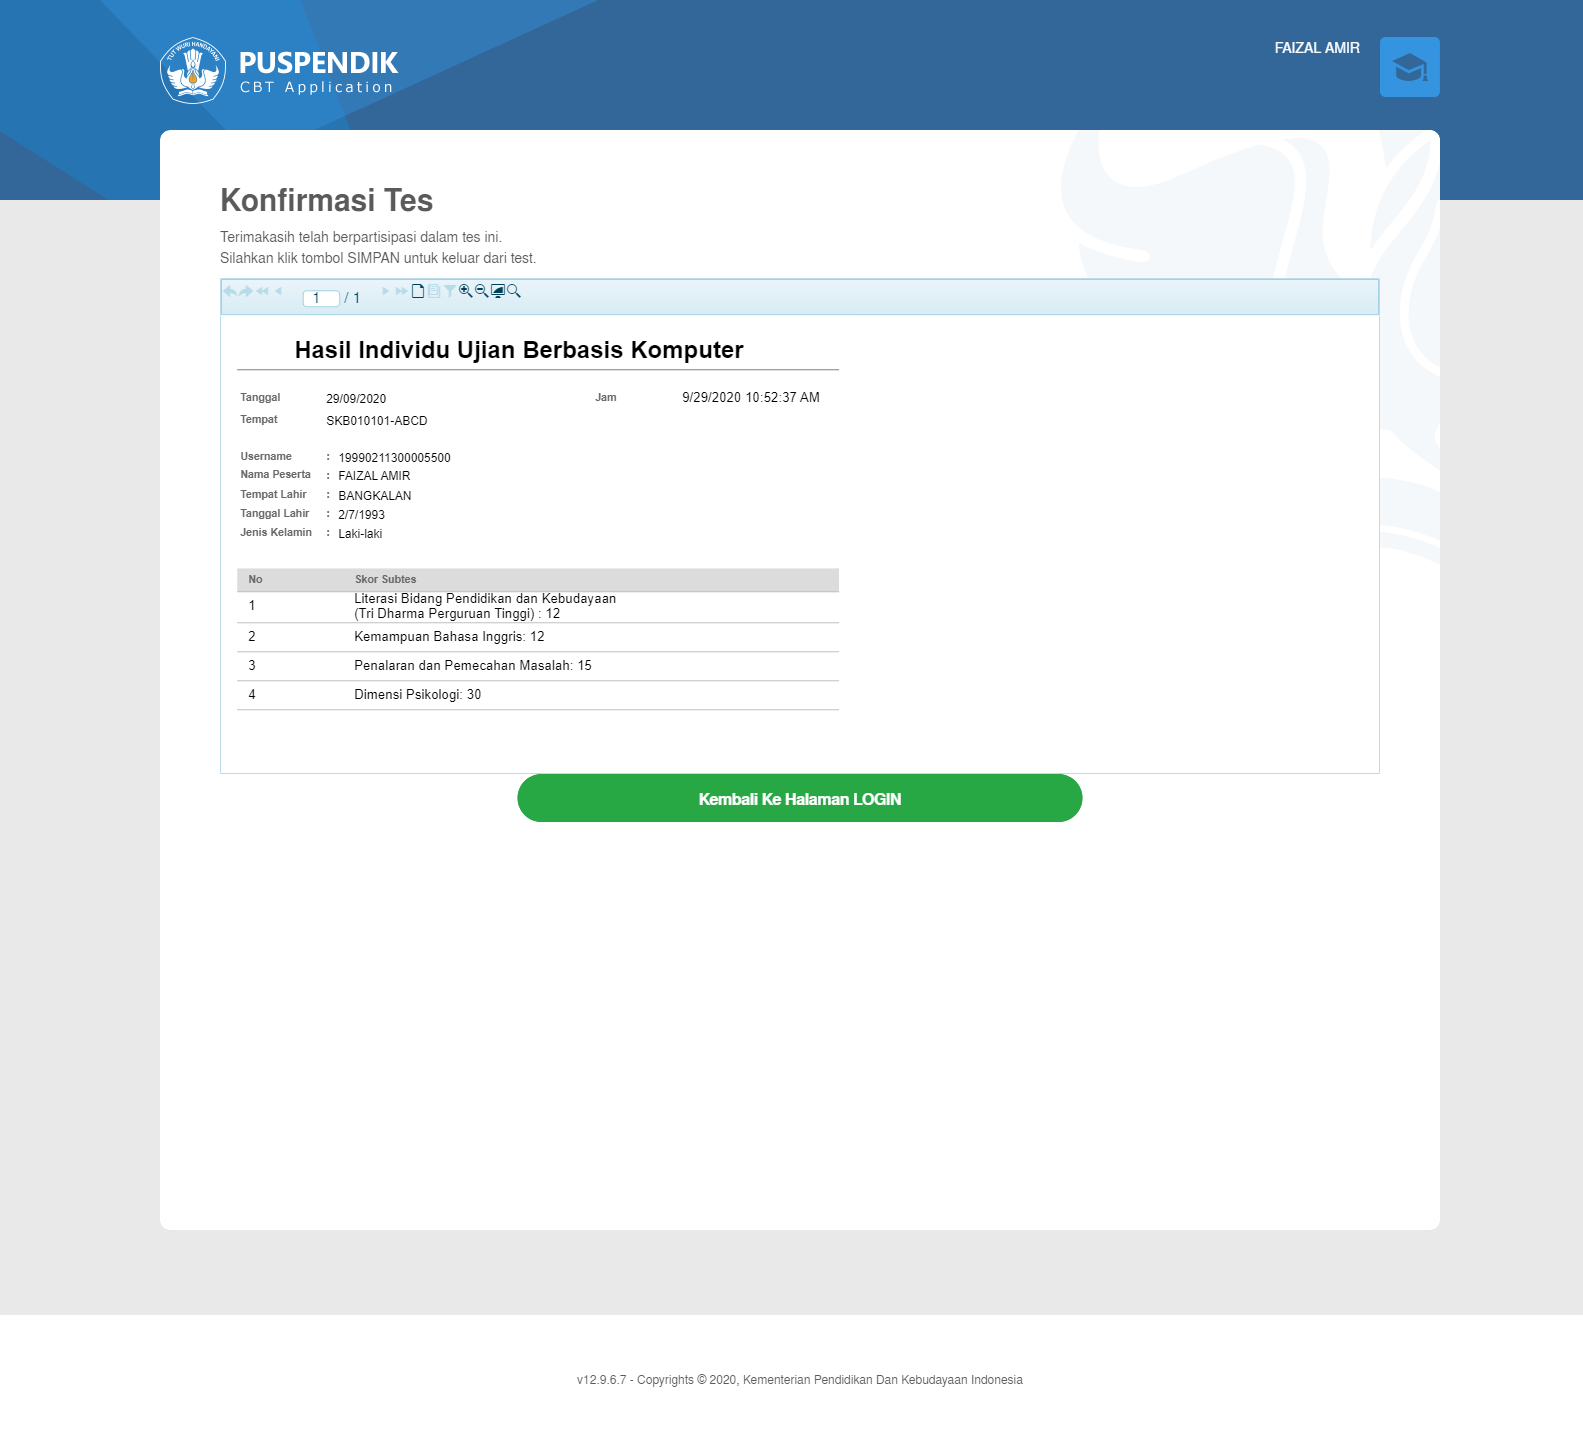 TUT WURI HANDAYANI
PUSPENDIK
CBT Application
FAIZAL AMIR
Konfirmasi Tes
Terimakasih telah berpartisipasi dalam tes ini.
Silahkan klik tombol SIMPAN untuk keluar dari test.
1 / 1
Hasil Individu Ujian Berbasis Komputer
Tanggal 29/09/2020 Jam 9/29/2020 10:52:37 AM
Tempat SKB010101-ABCD
Username : 19990211300005500
Nama Peserta : FAIZAL AMIR
Tempat Lahir : BANGKALAN
Tanggal Lahir : 2/7/1993
Jenis Kelamin : Laki-laki
No Skor Subtes
1 Literasi Bidang Pendidikan dan Kebudayaan
(Tri Dharma Perguruan Tinggi) : 12
2 Kemampuan Bahasa Inggris: 12
3 Penalaran dan Pemecahan Masalah: 15
4 Dimensi Psikologi: 30
Kembali Ke Halaman LOGIN
v12.9.6.7 - Copyrights © 2020, Kementerian Pendidikan Dan Kebudayaan Indonesia